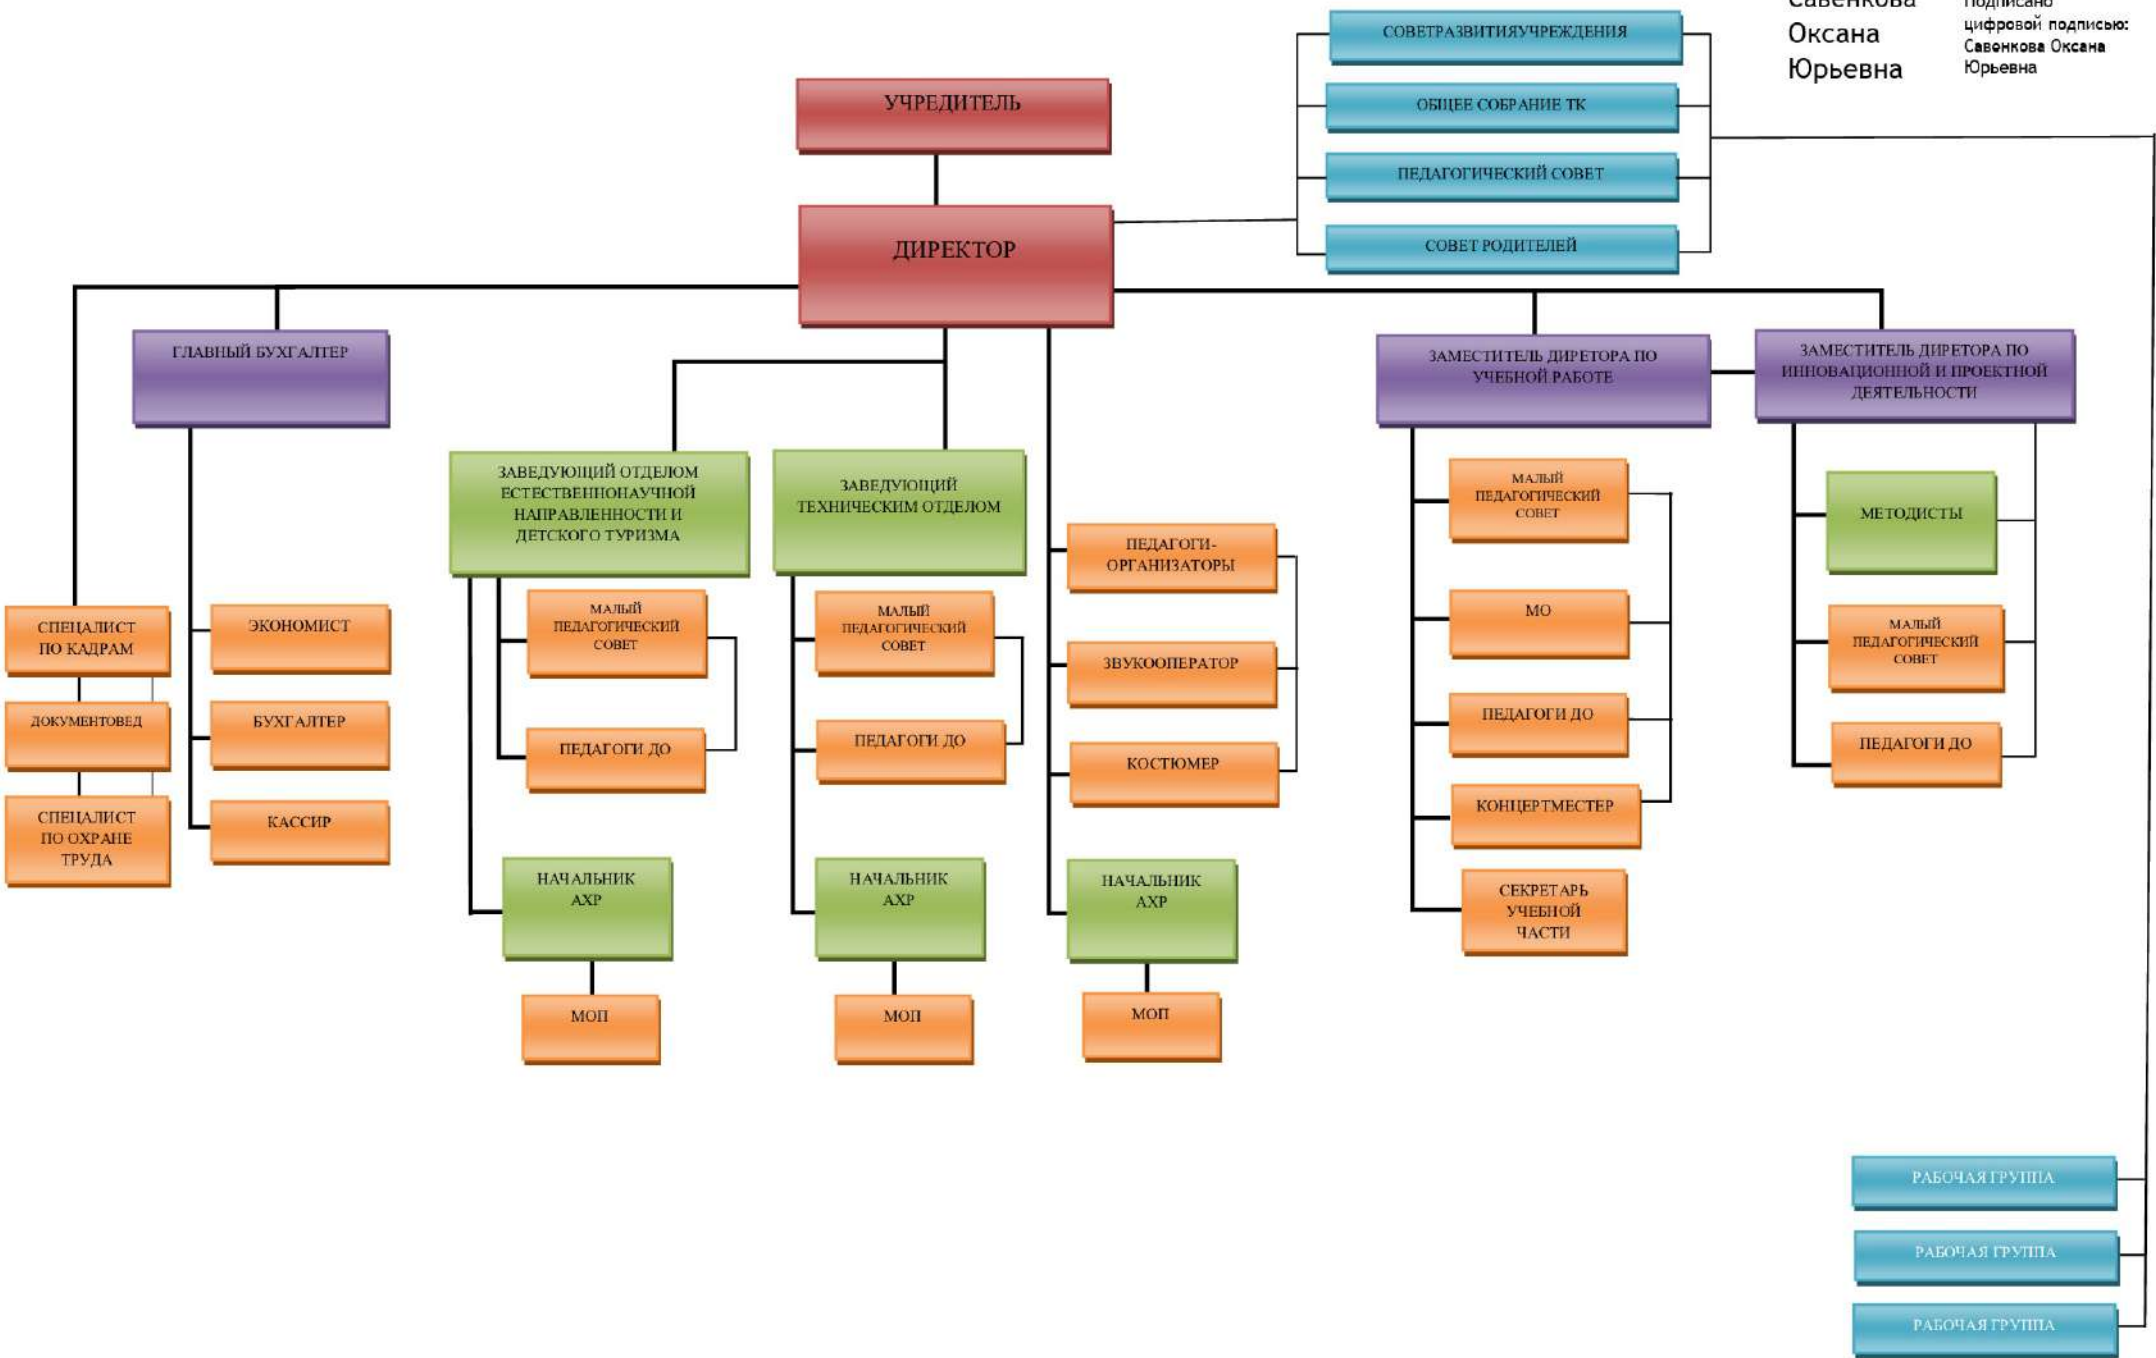 Савенкова
Оксана
Юрьевна
Подписано
цифровой подписью:
Савенкова Оксана
Юрьевна
СОВЕТРАЗВИТИЯУЧРЕЖДЕНИЯ
ОБЩЕЕ СОБРАНИЕ ТК
ПЕДАГОГИЧЕСКИЙ СОВЕТ
СОВЕТ РОДИТЕЛЕЙ
УЧРЕДИТЕЛЬ
ДИРЕКТОР
ГЛАВНЫЙ БУХГАЛТЕР
ЗАМЕСТИТЕЛЬ ДИРЕТОРА ПО
УЧЕБНОЙ РАБОТЕ
ЗАМЕСТИТЕЛЬ ДИРЕТОРА ПО
ИННОВАЦИОННОЙ И ПРОЕКТНОЙ
ДЕЯТЕЛЬНОСТИ
ЗАВЕДУЮЩИЙ ОТДЕЛОМ
ЕСТЕСТВЕННОНАУЧНОЙ
НАПРАВЛЕННОСТИ И
ДЕТСКОГО ТУРИЗМА
ЗАВЕДУЮЩИЙ
ТЕХНИЧЕСКИМ ОТДЕЛОМ
СПЕЦАЛИСТ
ПО КАДРАМ
ДОКУМЕНТОВЕД
СПЕЦАЛИСТ
ПО ОХРАНЕ
ТРУДА
ЭКОНОМИСТ
БУХГАЛТЕР
КАССИР
МАЛЫЙ
ПЕДАГОГИЧЕСКИЙ
СОВЕТ
ПЕДАГОГИ ДО
НАЧАЛЬНИК
АХР
МОП
МАЛЫЙ
ПЕДАГОГИЧЕСКИЙ
СОВЕТ
ПЕДАГОГИ ДО
НАЧАЛЬНИК
АХР
МОП
ПЕДАГОГИ-
ОРГАНИЗАТОРЫ
ЗВУКООПЕРАТОР
КОСТЮМЕР
НАЧАЛЬНИК
АХР
МОП
МАЛЫЙ
ПЕДАГОГИЧЕСКИЙ
СОВЕТ
МО
ПЕДАГОГИ ДО
КОНЦЕРТМЕСТЕР
СЕКРЕТАРЬ
УЧЕБНОЙ
ЧАСТИ
МЕТОДИСТЫ
МАЛЫЙ
ПЕДАГОГИЧЕСКИЙ
СОВЕТ
ПЕДАГОГИ ДО
РАБОЧАЯ ГРУППА
РАБОЧАЯ ГРУППА
РАБОЧАЯ ГРУППА